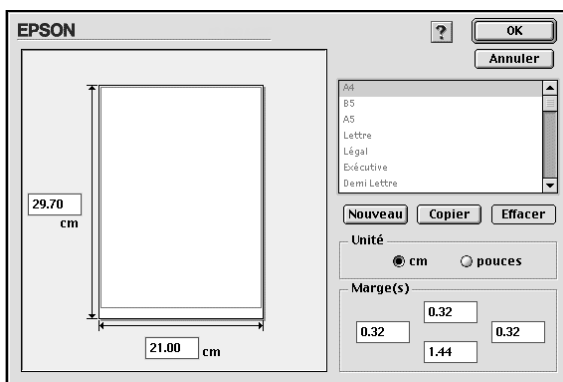 EPSON
?
OK
Annuler
A4
B5
A5
Lettre
Légal
Exécutive
Demi Lettre
29.70
cm
21.00 cm
Nouveau Copier Effacer
Unité
cm pouces
Marge(s)
0.32
0.32 0.32
1.44